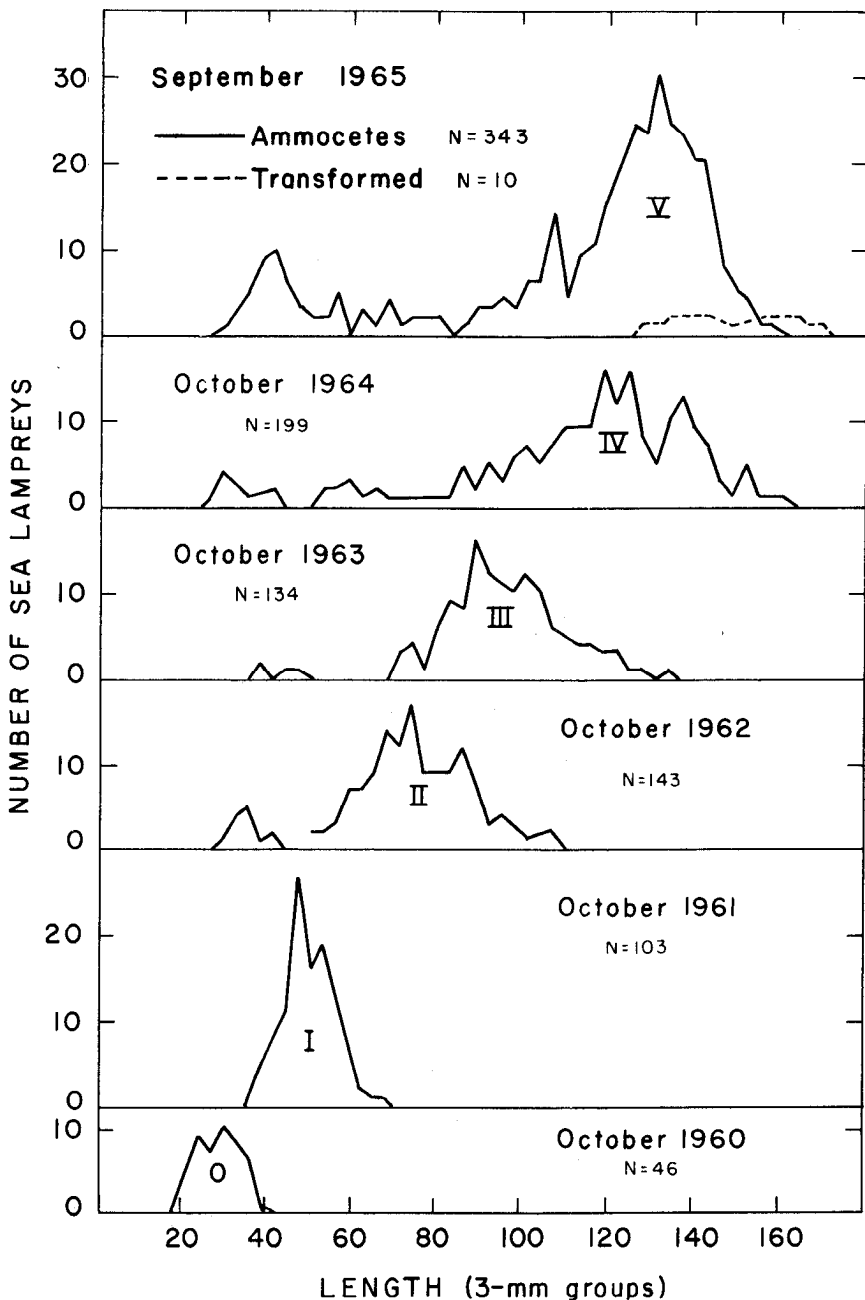 NUMBER OF SEA LAMPREYS
September 1965
Ammocetes N=343
Transformed N=10
30
20
10
0
V
October 1964
N=199
10
0
IV
October 1963
N=134
10
0
III
October 1962
N=143
10
0
II
October 1961
N=103
20
10
0
I
October 1960
N=46
10
0
O
20 40 60 80 100 120 140 160
LENGTH (3-mm groups)